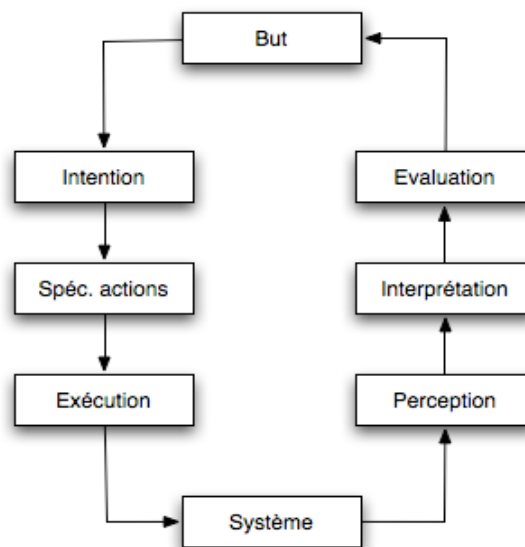 But
Intention
Evaluation
Spéc. actions
Interprétation
Exécution
Perception
Système